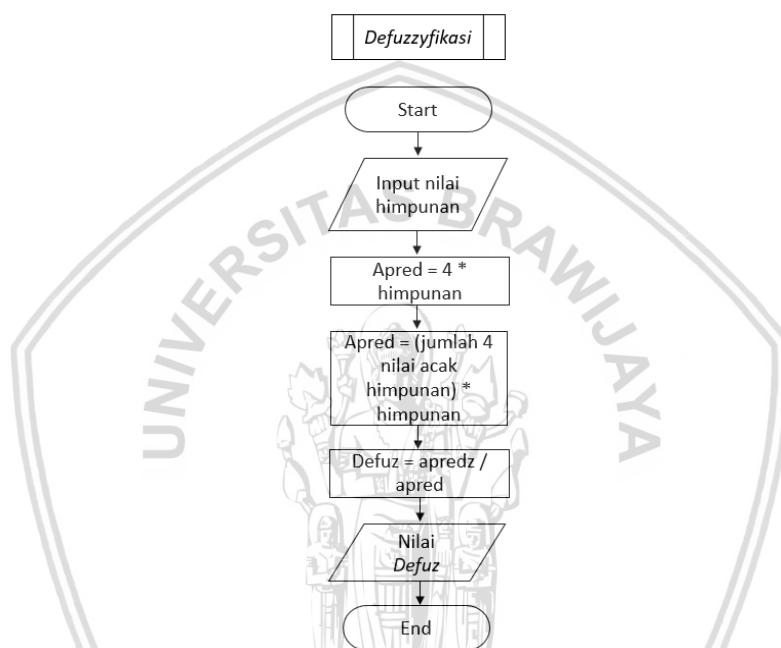 Defuzzyfikasi
Start
Input nilai
himpunan
UNIVERSITAS BRAWIJAYA
Apred = 4 *
himpunan
Apred = (jumlah 4
nilai acak
himpunan) *
himpunan
Defuz = apredz /
apred
Nilai
Defuz
End